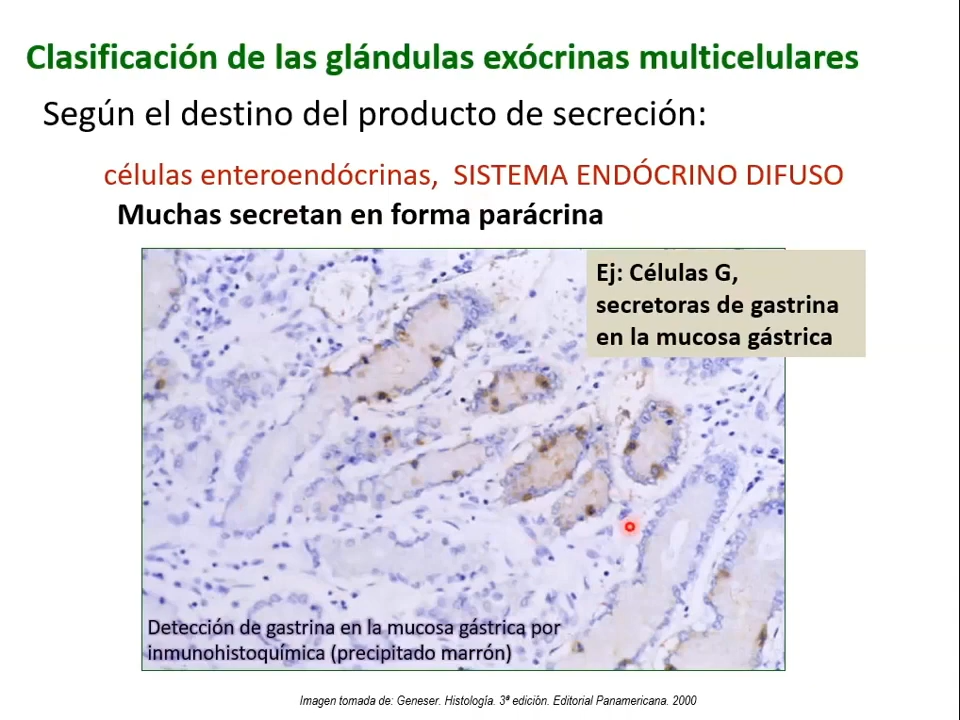 Clasificación de las glándulas exócrinas multicelulares
Según el destino del producto de secreción:
células enteroendócrinas,  SISTEMA ENDÓCRINO DIFUSO
Muchas secretan en forma parácrina
Ej: Células G,
secretoras de gastrina
en la mucosa gástrica
Detección de gastrina en la mucosa gástrica por
inmunohistoquímica (precipitado marrón)
Imagen tomada de: Geneser. Histología. 3ª edición. Editorial Panamericana. 2000